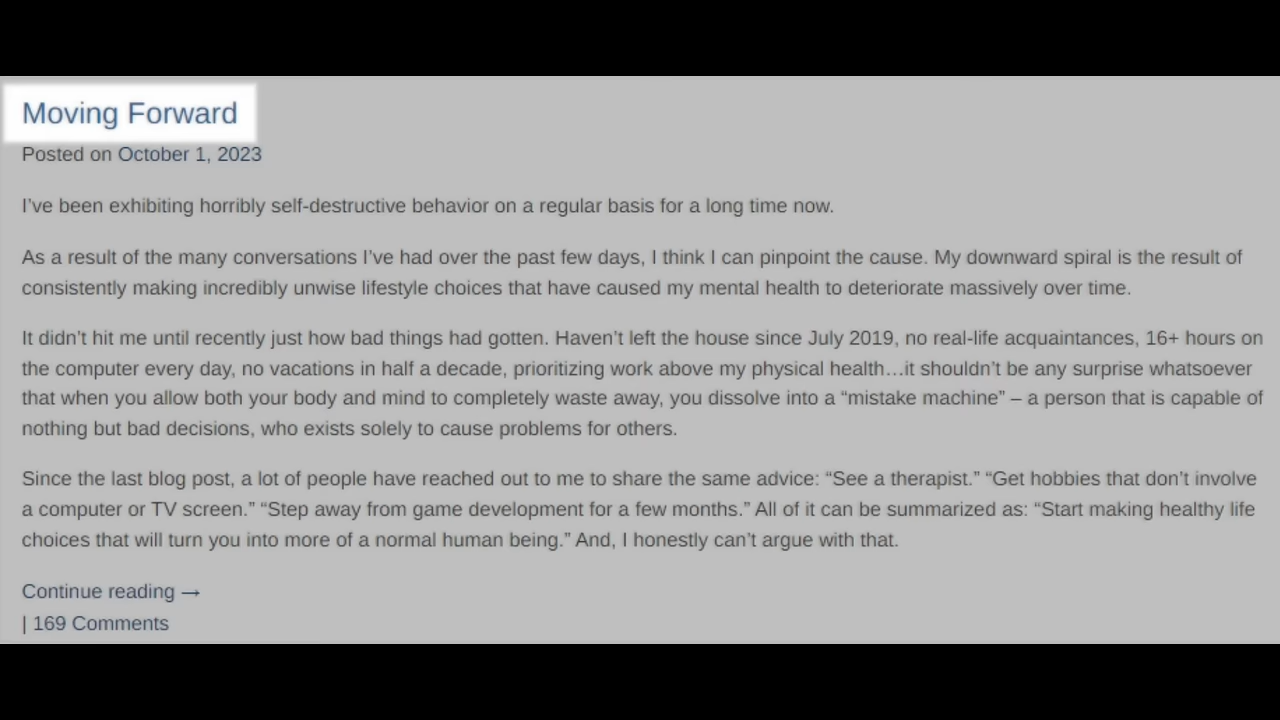 Moving Forward
Posted on October 1, 2023
I’ve been exhibiting horribly self-destructive behavior on a regular basis for a long time now.
As a result of the many conversations I’ve had over the past few days, I think I can pinpoint the cause. My downward spiral is the result of
consistently making incredibly unwise lifestyle choices that have caused my mental health to deteriorate massively over time.
It didn’t hit me until recently just how bad things had gotten. Haven’t left the house since July 2019, no real-life acquaintances, 16+ hours on
the computer every day, no vacations in half a decade, prioritizing work above my physical health…it shouldn’t be any surprise whatsoever
that when you allow both your body and mind to completely waste away, you dissolve into a “mistake machine” – a person that is capable of
nothing but bad decisions, who exists solely to cause problems for others.
Since the last blog post, a lot of people have reached out to me to share the same advice: “See a therapist.” “Get hobbies that don’t involve
a computer or TV screen.” “Step away from game development for a few months.” All of it can be summarized as: “Start making healthy life
choices that will turn you into more of a normal human being.” And, I honestly can’t argue with that.
Continue reading →
| 169 Comments